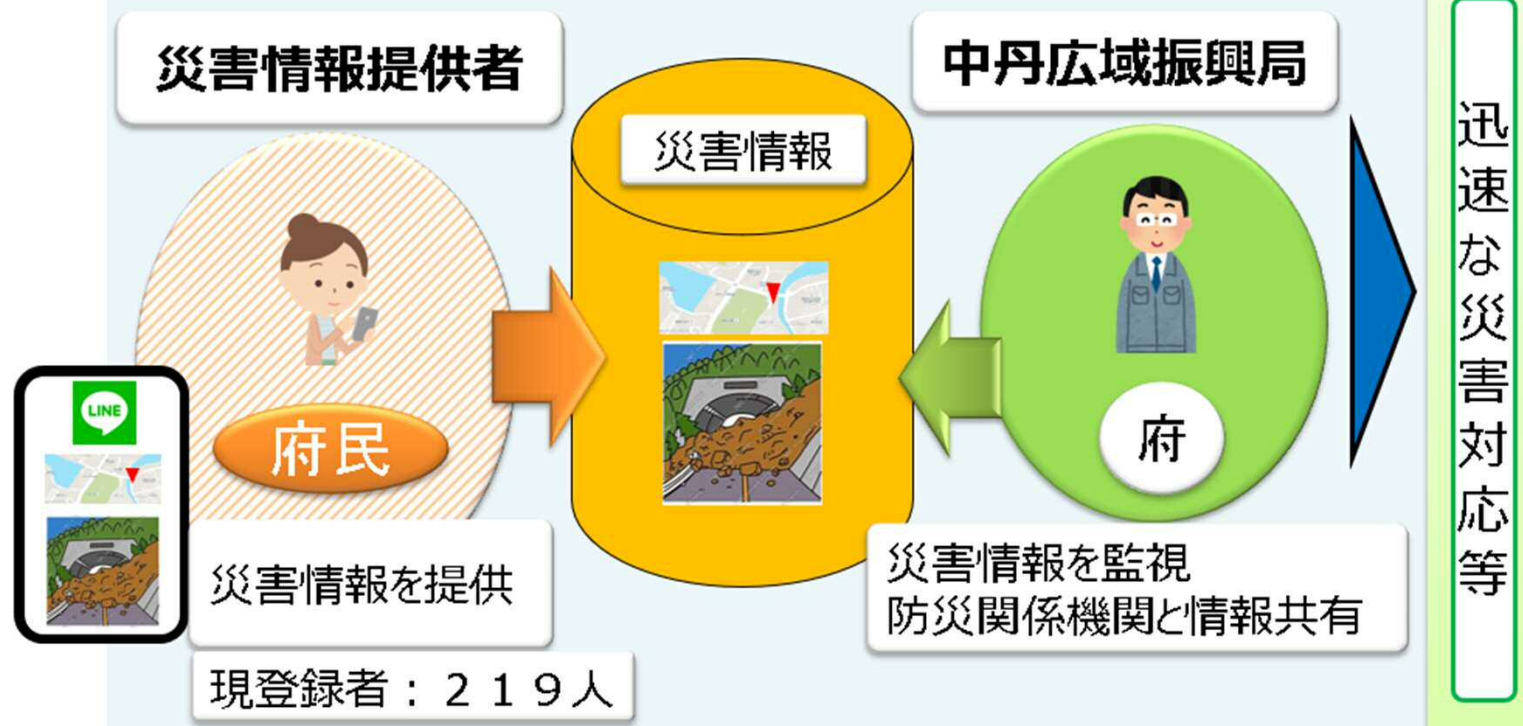 災害情報提供者
災害情報
中丹広域振興局
LINE
府民
府
災害情報を提供
現登録者：２１９人
災害情報を監視
防災関係機関と情報共有
迅速な災害対応等